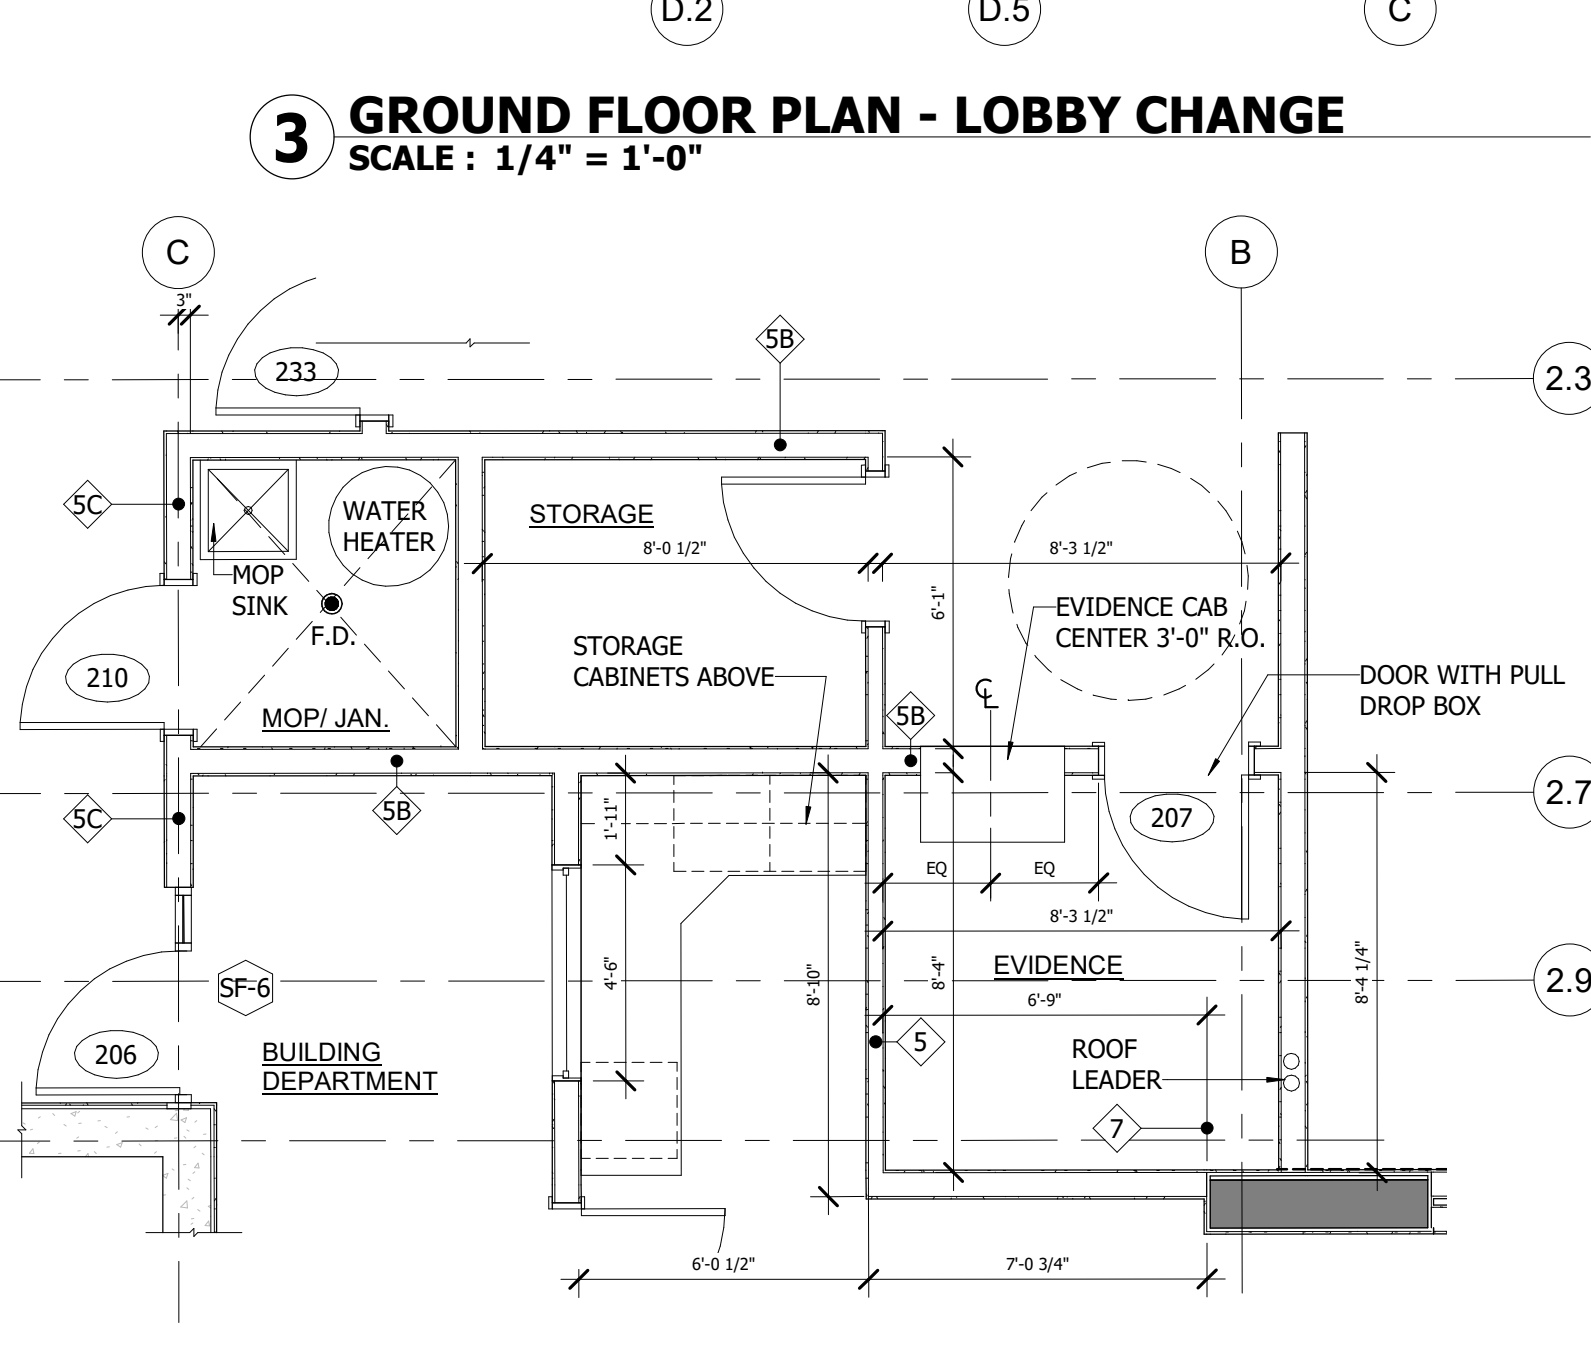 D.2
D.5
C
3
GROUND FLOOR PLAN - LOBBY CHANGE
SCALE : 1/4" = 1'-0"
C
B
3"
5B
233
2.3
5C
WATER
HEATER
STORAGE
8'-0 1/2"
8'-3 1/2"
MOP
SINK
F.D.
6'-1"
EVIDENCE CAB
CENTER 3'-0" R.O.
STORAGE
CABINETS ABOVE
210
DOOR WITH PULL
DROP BOX
MOP/ JAN.
CL
5B
5C
5B
1'-11"
207
2.7
EQ
EQ
8'-3 1/2"
SF-6
4'-6"
8'-10"
8'-4"
EVIDENCE
6'-9"
8'-4 1/4"
2.9
206
BUILDING
DEPARTMENT
5
ROOF
LEADER
7
6'-0 1/2"
7'-0 3/4"